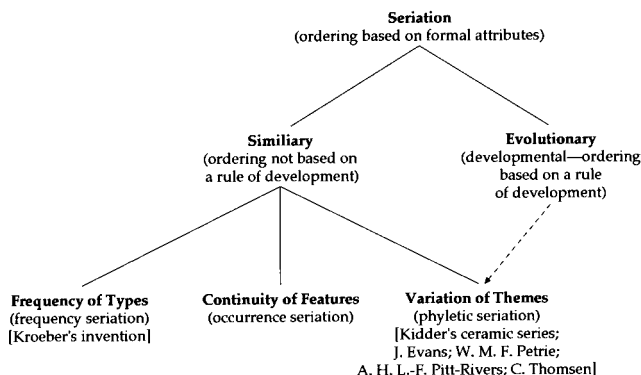 Seriation
(ordering based on formal attributes)
Similiary
(ordering not based on
a rule of development)
Evolutionary
(developmental—ordering
based on a rule
of development)
Frequency of Types
(frequency seriation)
[Kroeber's invention]
Continuity of Features
(occurrence seriation)
Variation of Themes
(phyletic seriation)
[Kidder's ceramic series;
J. Evans; W. M. F. Petrie;
A. H. L.-F. Pitt-Rivers; C. Thomsen]